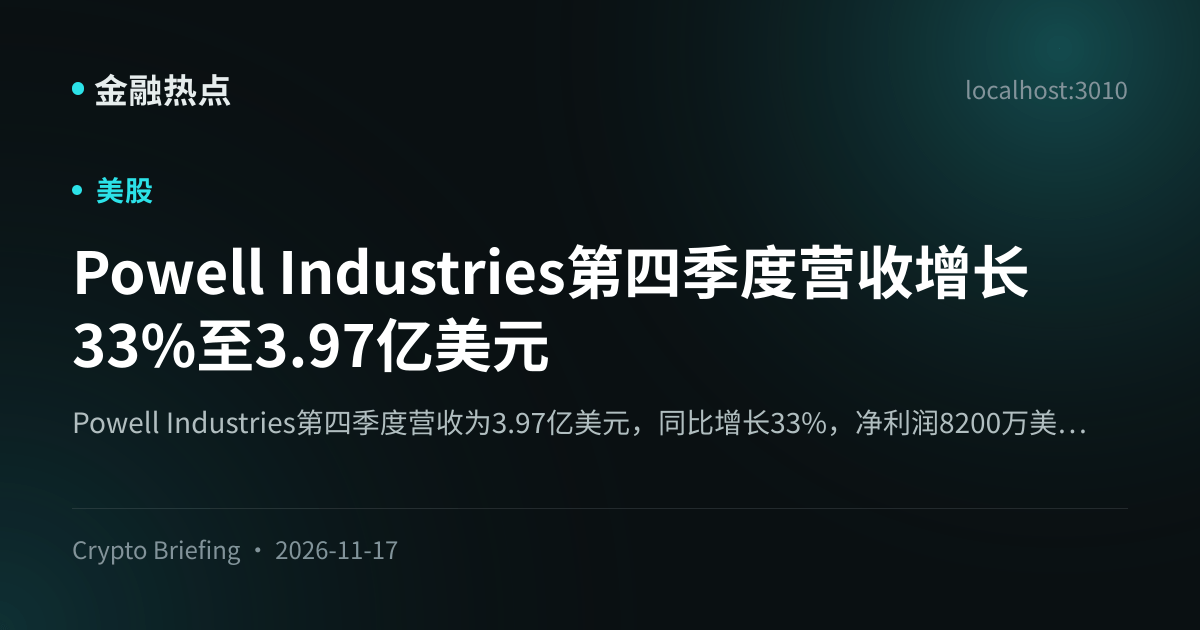 金融热点
localhost:3010
美股
Powell Industries第四季度营收增长
33%至3.97亿美元
Powell Industries第四季度营收为3.97亿美元，同比增长33%，净利润8200万美…
Crypto Briefing · 2026-11-17